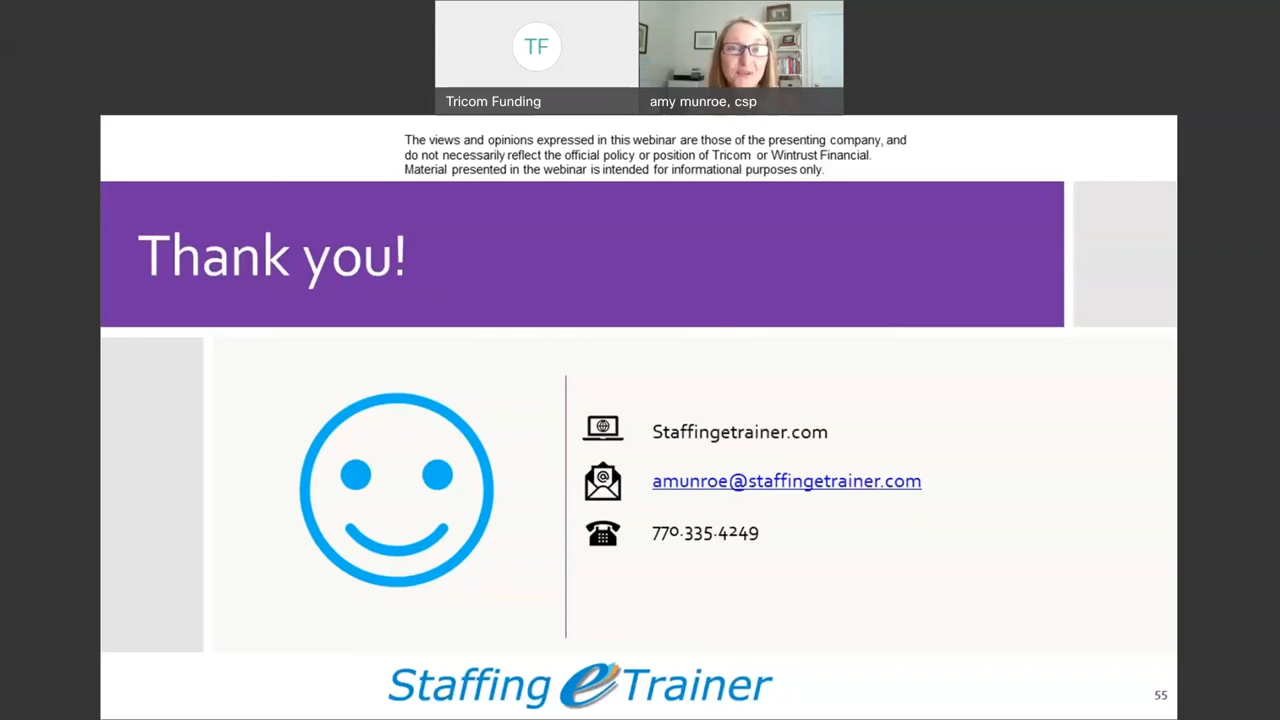 TF
Tricom Funding
amy munroe, csp
The views and opinions expressed in this webinar are those of the presenting company, and
do not necessarily reflect the official policy or position of Tricom or Wintrust Financial.
Material presented in the webinar is intended for informational purposes only.
Thank you!
Staffingetrainer.com
amunroe@staffingetrainer.com
770.335.4249
Staffing e Trainer
55